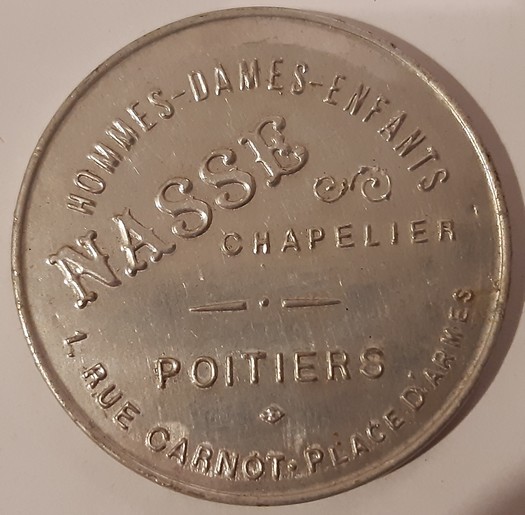 HOMMES-DAMES-ENFANTS
NASSE
CHAPELIER
POITIERS
1, RUE CARNOT·PLACE D'ARMES